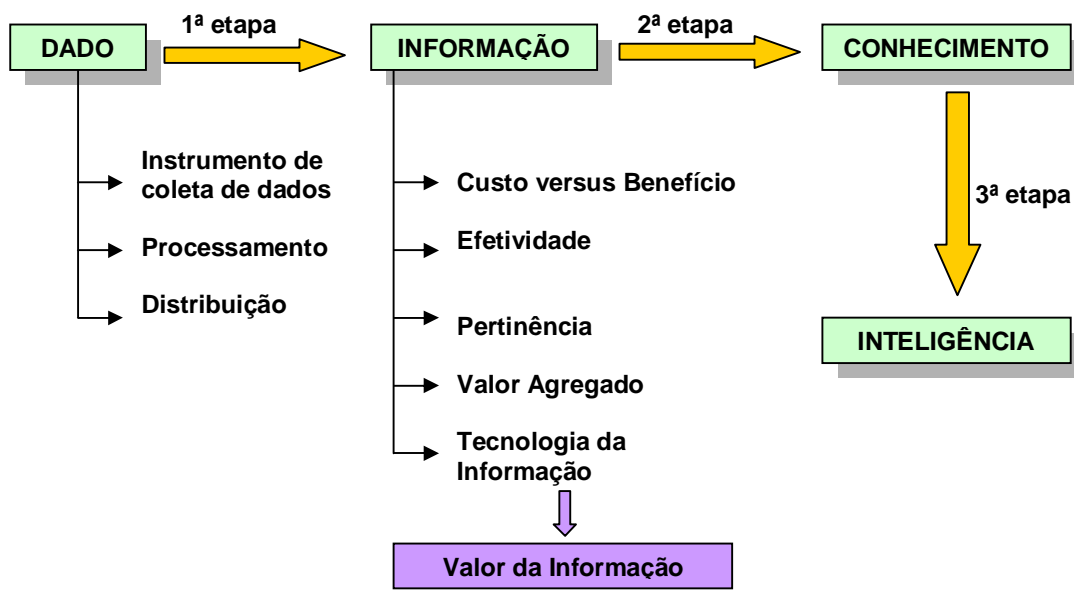 1ª etapa
2ª etapa
DADO
INFORMAÇÃO
CONHECIMENTO
Instrumento de
coleta de dados
Processamento
Distribuição
Custo versus Benefício
Efetividade
Pertinência
Valor Agregado
Tecnologia da
Informação
Valor da Informação
3ª etapa
INTELIGÊNCIA